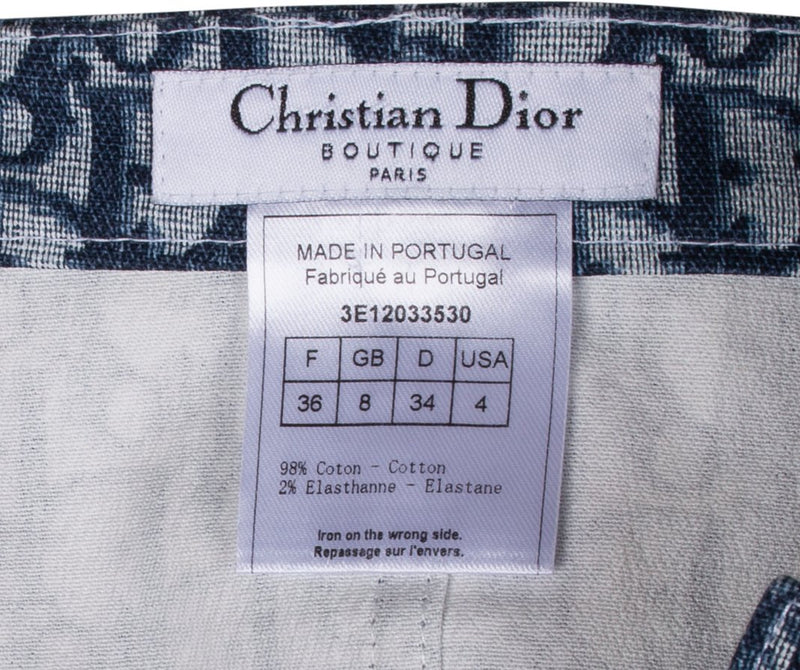 Christian Dior
BOUTIQUE
PARIS
MADE IN PORTUGAL
Fabriqué au Portugal
3E12033530
F GB D USA
36 8 34 4
98% Coton - Cotton
2% Elasthanne - Elastane
Iron on the wrong side.
Repassage sur l'envers.